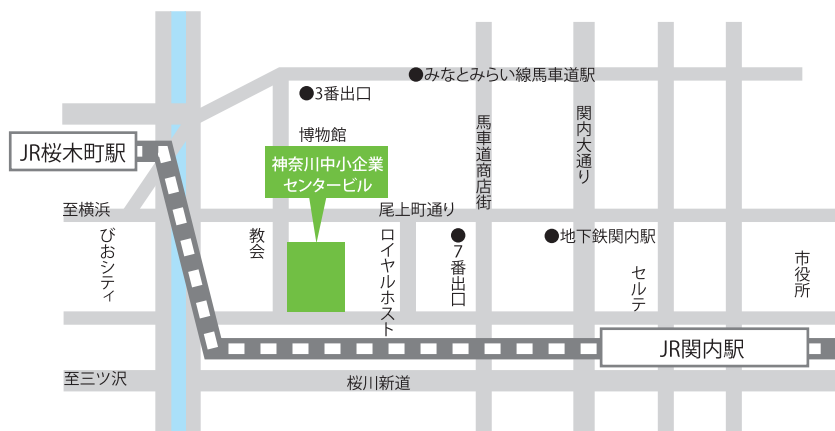 みなとみらい線馬車道駅
3番出口
博物館
馬車道商店街
関内大通り
JR桜木町駅
神奈川中小企業
センタービル
至横浜
尾上町通り
びおシティ
教会
ロイヤルホスト
7番出口
地下鉄関内駅
セルテ
市役所
JR関内駅
至三ツ沢
桜川新道